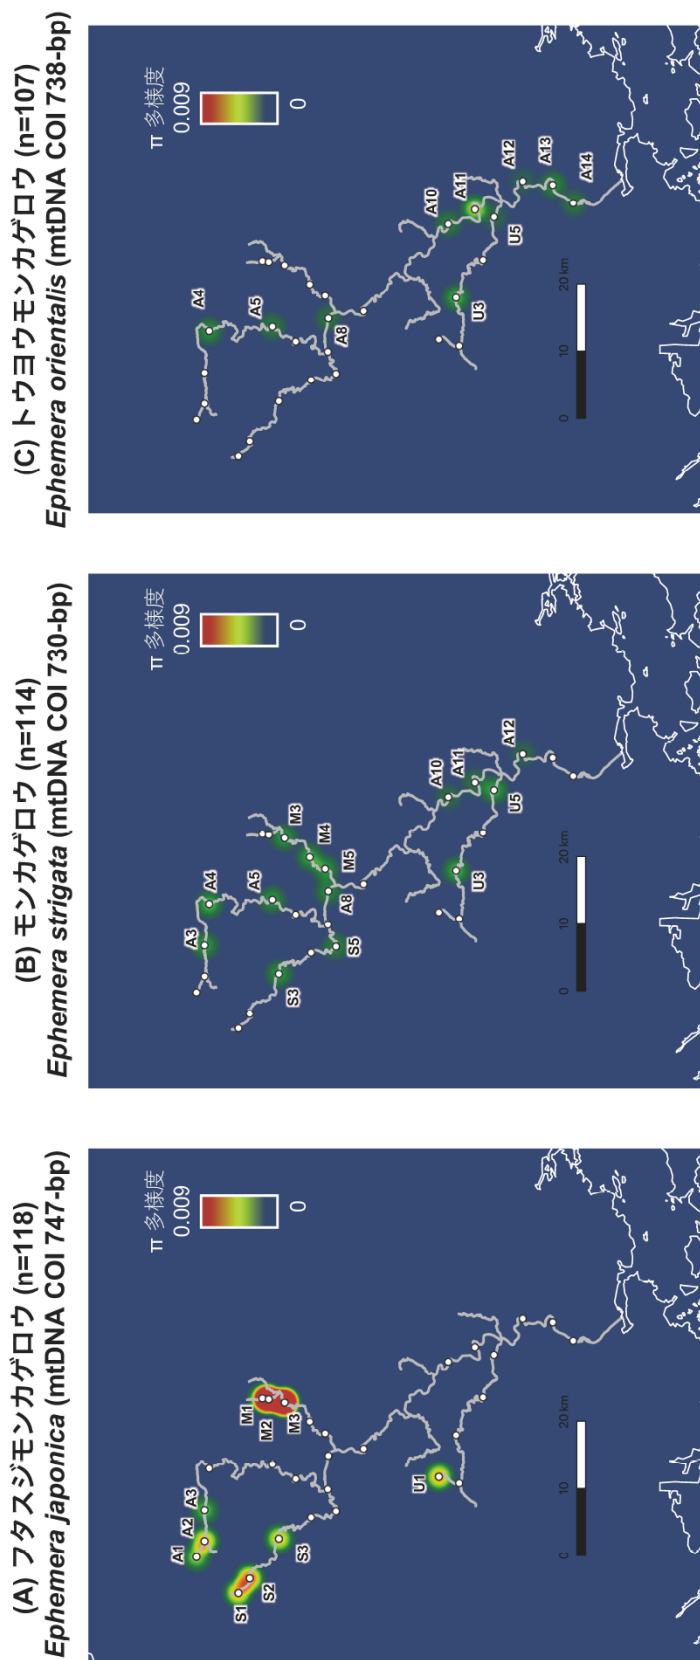 (A) フタスジモンカゲロウ (n=118)
Ephemera japonica (mtDNA COI 747-bp)
π 多様度
0.009
0
A1
A2
A3
S1
S2
S3
M1
M2
M3
U1
0
10
20 km
(B) モンカゲロウ (n=114)
Ephemera strigata (mtDNA COI 730-bp)
π 多様度
0.009
0
A3
A4
A5
S3
S5
A8
M5
M4
M3
A10
A11
U3
U5
A12
0
10
20 km
(C) トウヨウモンカゲロウ (n=107)
Ephemera orientalis (mtDNA COI 738-bp)
π 多様度
0.009
0
A4
A5
A8
A10
A11
U3
U5
A12
A13
A14
0
10
20 km